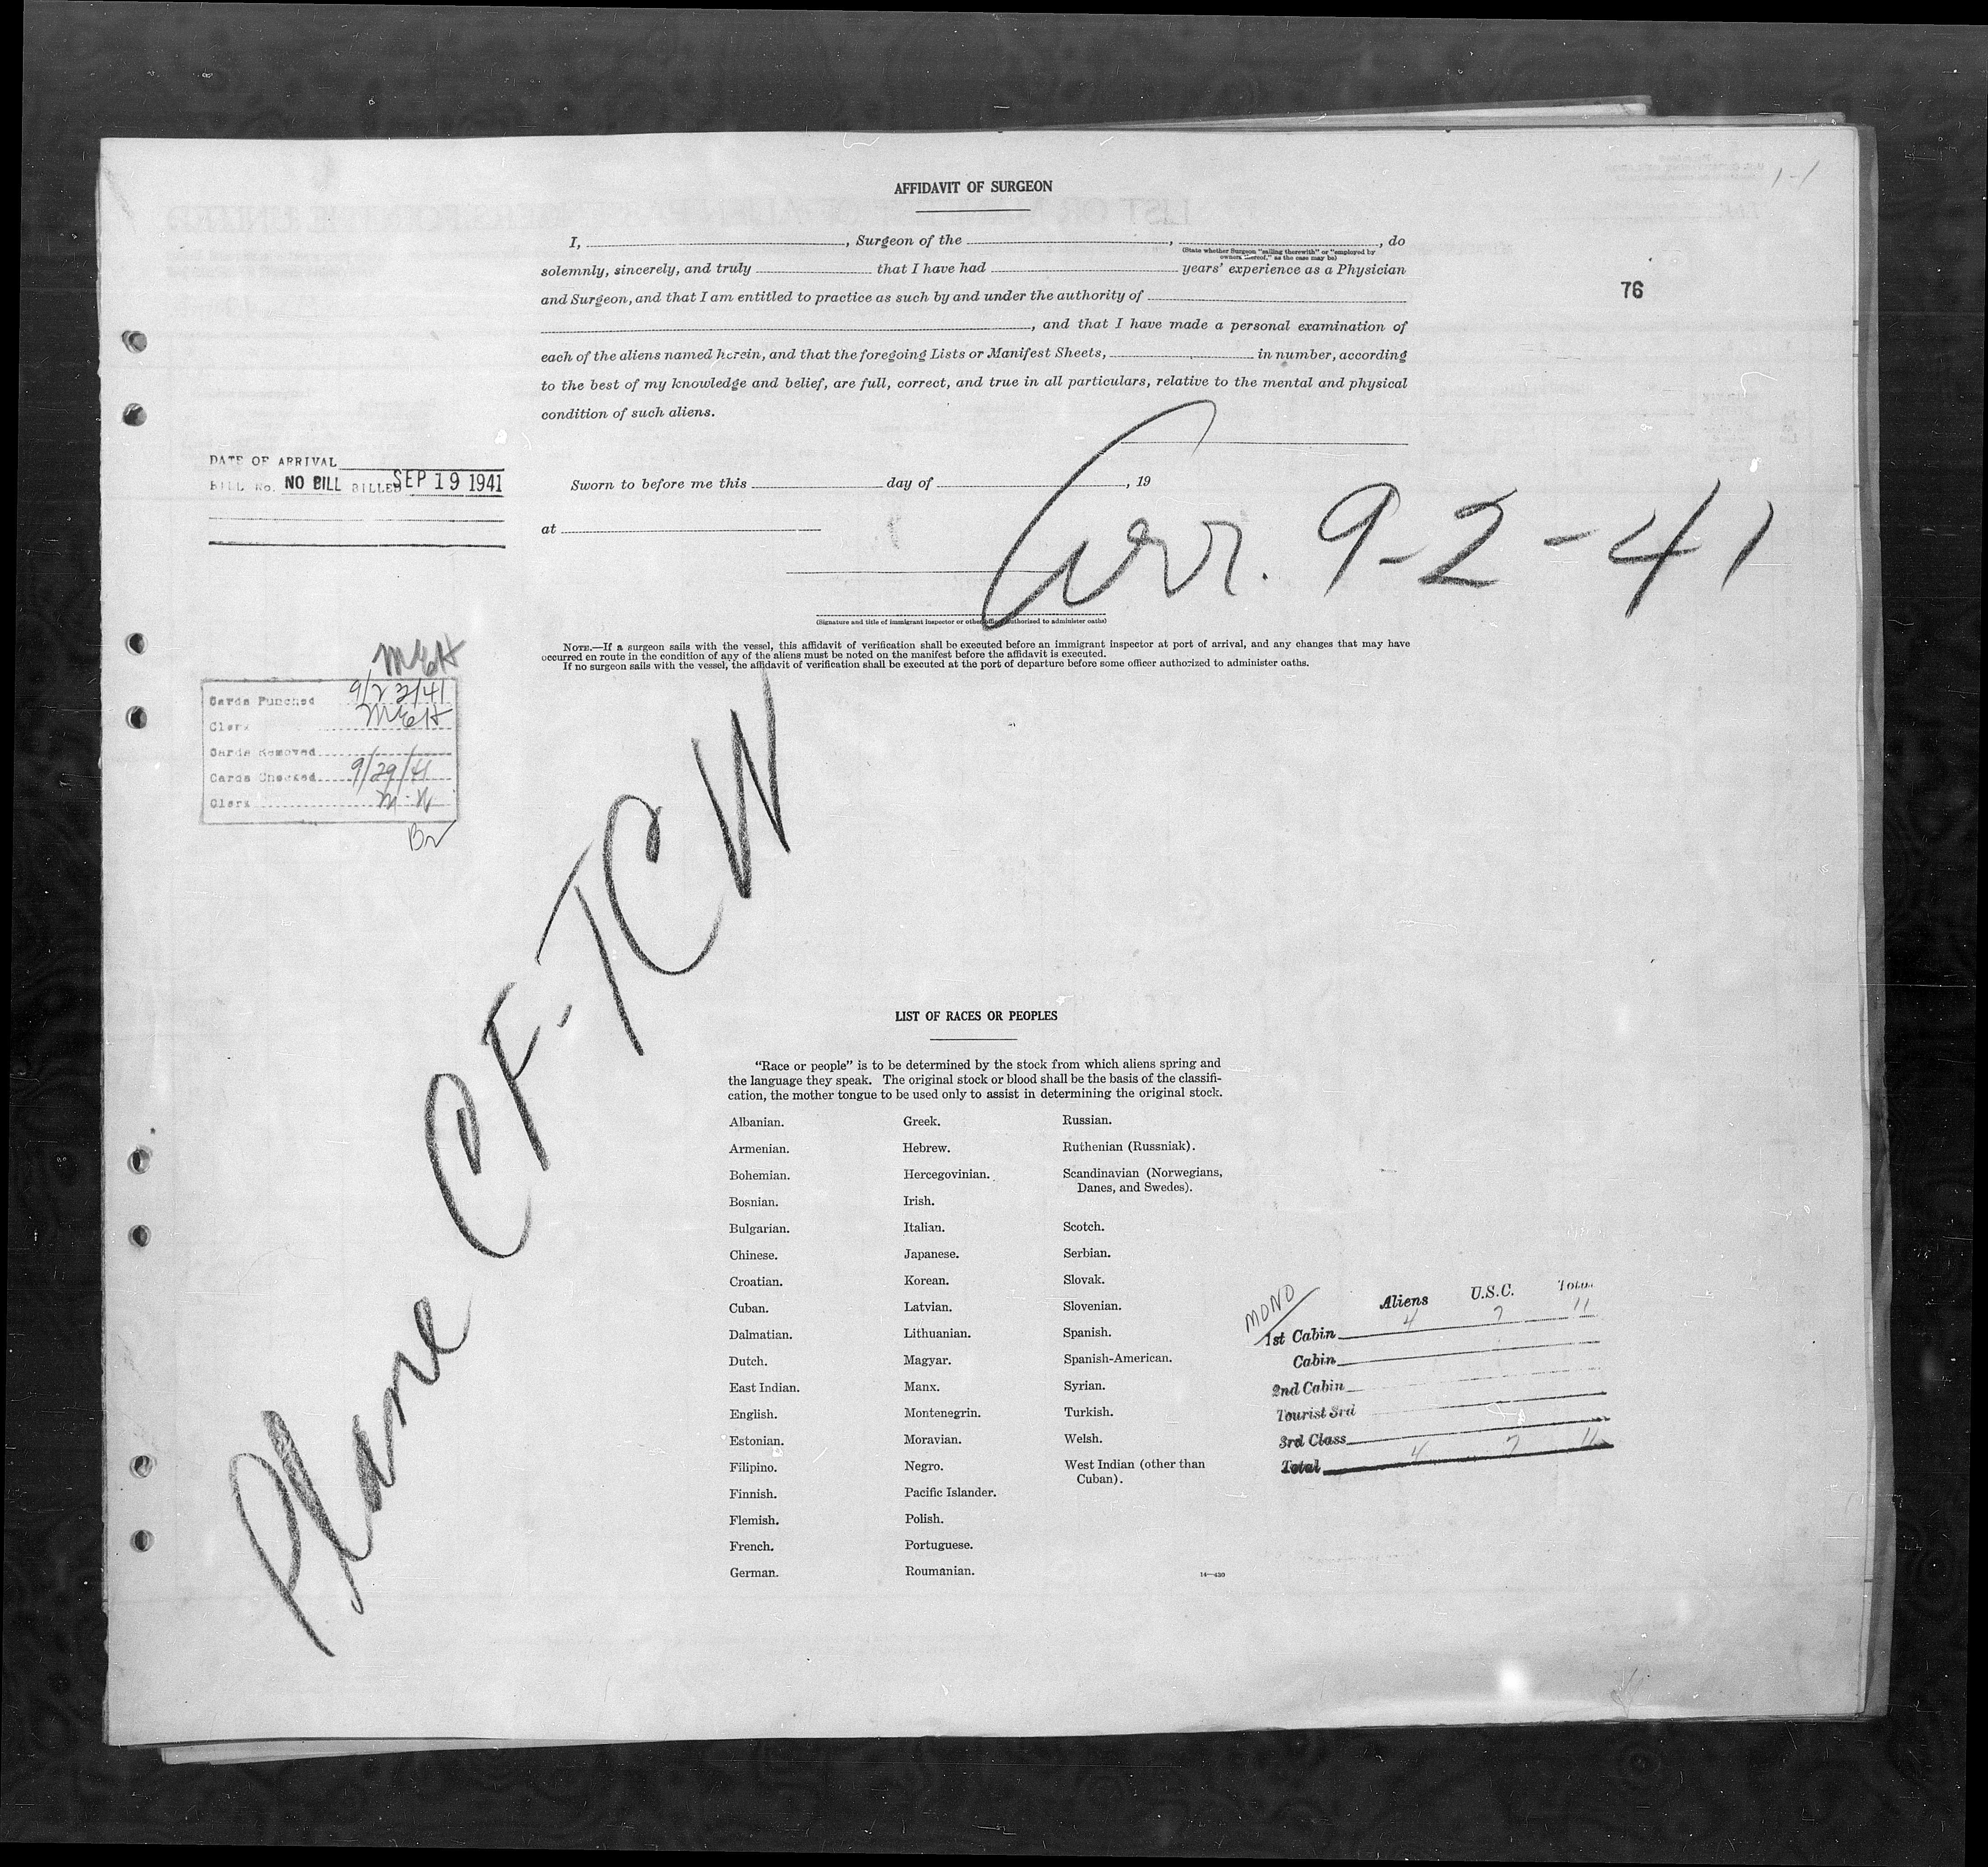 1-1
AFFIDAVIT OF SURGEON
I, , Surgeon of the , , do
(State whether Surgeon "sailing therewith" or "employed by
owners thereof," as the case may be)
solemnly, sincerely, and truly that I have had years' experience as a Physician
and Surgeon, and that I am entitled to practice as such by and under the authority of
76
, and that I have made a personal examination of
each of the aliens named herein, and that the foregoing Lists or Manifest Sheets, in number, according
to the best of my knowledge and belief, are full, correct, and true in all particulars, relative to the mental and physical
condition of such aliens.
DATE OF ARRIVAL
BILL No. NO BILL BILLED SEP 19 1941
Sworn to before me this day of , 19
at
Arr. 9-2-41
(Signature and title of immigrant inspector or other officer authorized to administer oaths)
NOTE.—If a surgeon sails with the vessel, this affidavit of verification shall be executed before an immigrant inspector at port of arrival, and any changes that may have
occurred en route in the condition of any of the aliens must be noted on the manifest before the affidavit is executed.
If no surgeon sails with the vessel, the affidavit of verification shall be executed at the port of departure before some officer authorized to administer oaths.
MEH
Cards Punched 9/23/41
Clerk MEH
Cards Removed
Cards Checked 9/29/41
Clerk M.W
Br
Plane CF-TCW
LIST OF RACES OR PEOPLES
"Race or people" is to be determined by the stock from which aliens spring and
the language they speak. The original stock or blood shall be the basis of the classifi-
cation, the mother tongue to be used only to assist in determining the original stock.
Albanian.
Armenian.
Bohemian.
Bosnian.
Bulgarian.
Chinese.
Croatian.
Cuban.
Dalmatian.
Dutch.
East Indian.
English.
Estonian.
Filipino.
Finnish.
Flemish.
French.
German.
Greek.
Hebrew.
Hercegovinian.
Irish.
Italian.
Japanese.
Korean.
Latvian.
Lithuanian.
Magyar.
Manx.
Montenegrin.
Moravian.
Negro.
Pacific Islander.
Polish.
Portuguese.
Roumanian.
Russian.
Ruthenian (Russniak).
Scandinavian (Norwegians,
Danes, and Swedes).
Scotch.
Serbian.
Slovak.
Slovenian.
Spanish.
Spanish-American.
Syrian.
Turkish.
Welsh.
West Indian (other than
Cuban).
14—430
MONO
Aliens U.S.C. Total
1st Cabin 4 7 11
Cabin
2nd Cabin
Tourist 3rd
3rd Class
Total 4 7 11